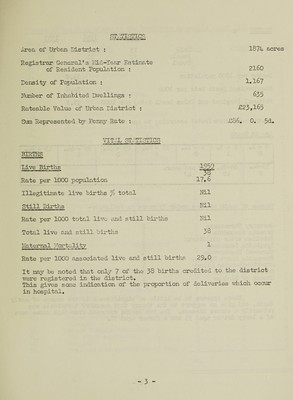 STATISTICS
Area of Urban District : 1874 acres
Registrar General's Mid-Year Estimate
of Resident Population : 2160
Density of Population : 1.167
Number of Inhabited Dwellings : 635
Rateable Value of Urban District : £23,165
Sum Represented by Penny Rate : £86. 0. 5d.
VITAL STATISTICS
BIRTHS
Live Births 1959
38
Rate per 1000 population 17.6
Illegitimate live births % total Nil
Still Births Nil
Rate per 1000 total live and still births Nil
Total live and still births 38
Maternal Mortality 1
Rate per 1000 associated live and still births 29.0
It may be noted that only 7 of the 38 births credited to the district
were registered in the district.
This gives some indication of the proportion of deliveries which occur
in hospital.
- 3 -